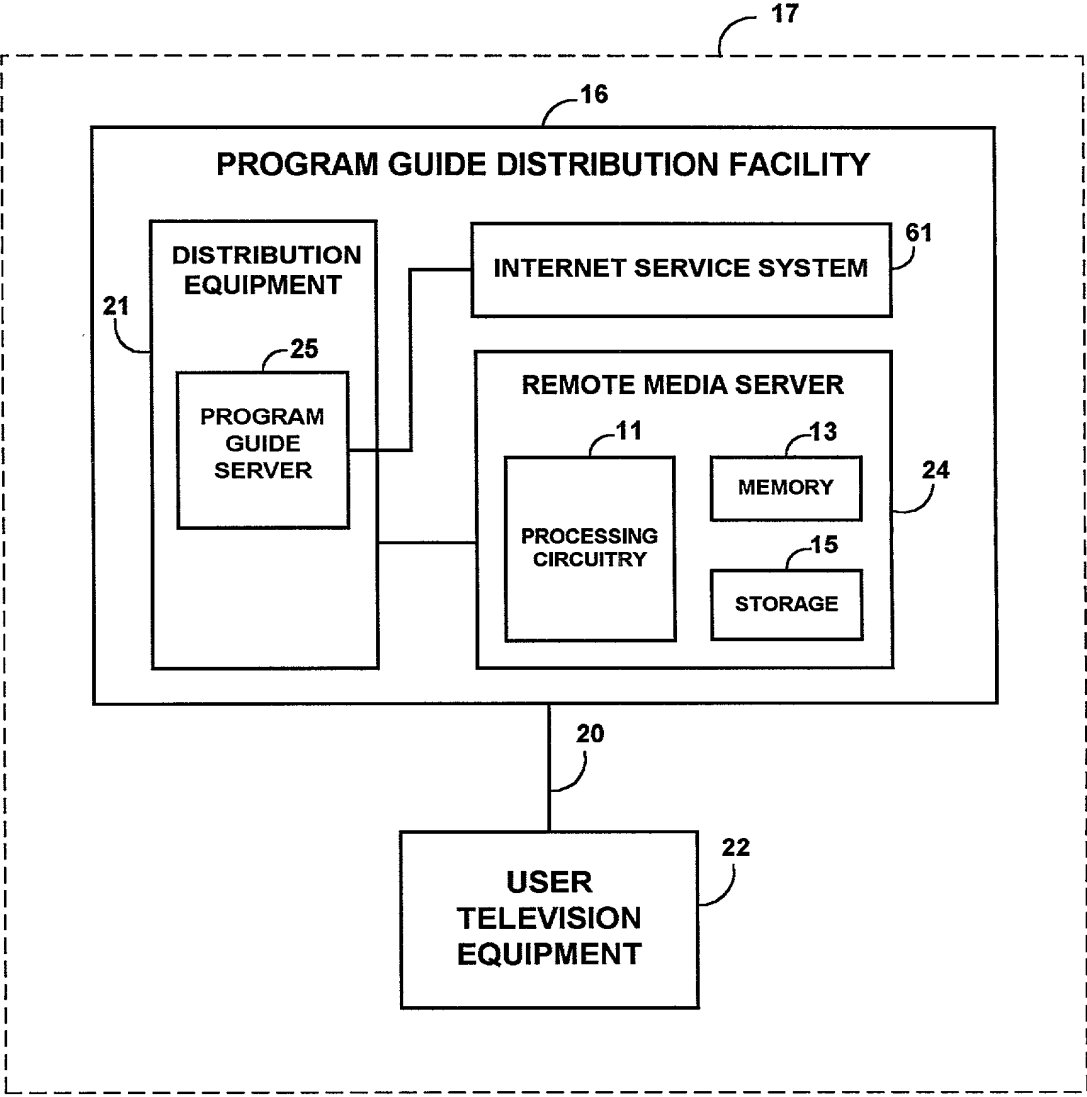 17
16
PROGRAM GUIDE DISTRIBUTION FACILITY
DISTRIBUTION
EQUIPMENT
21
25
PROGRAM
GUIDE
SERVER
INTERNET SERVICE SYSTEM
61
REMOTE MEDIA SERVER
11
PROCESSING
CIRCUITRY
13
MEMORY
15
STORAGE
24
20
USER
TELEVISION
EQUIPMENT
22